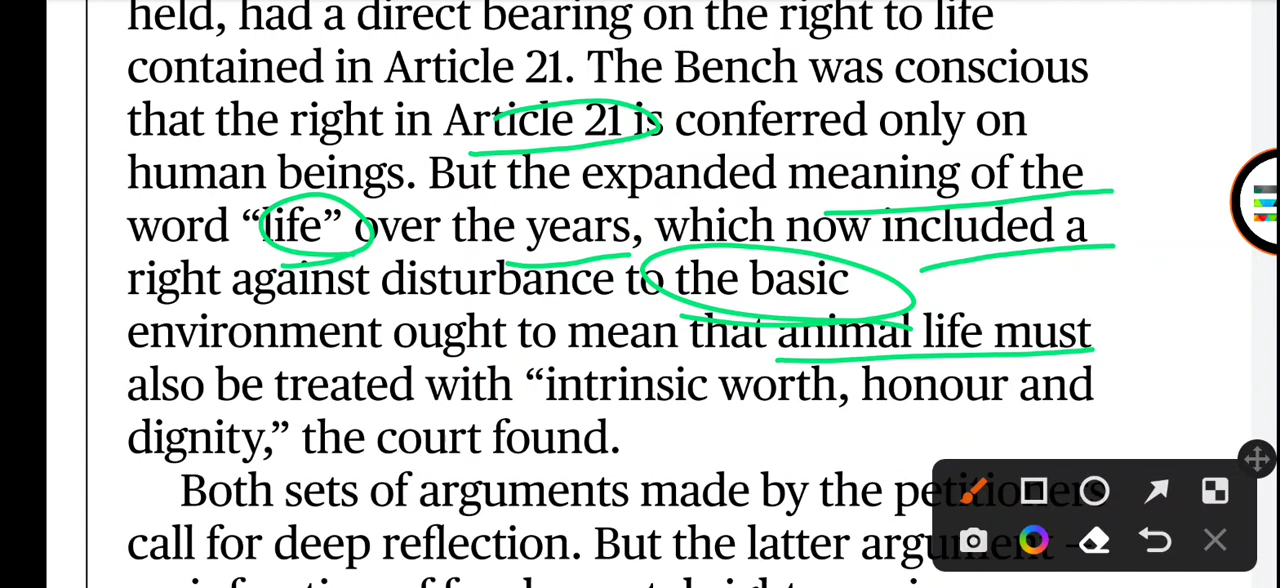 held, had a direct bearing on the right to life
contained in Article 21. The Bench was conscious
that the right in Article 21 is conferred only on
human beings. But the expanded meaning of the
word “life” over the years, which now included a
right against disturbance to the basic
environment ought to mean that animal life must
also be treated with “intrinsic worth, honour and
dignity,” the court found.
Both sets of arguments made by the petitioners
call for deep reflection. But the latter argument –